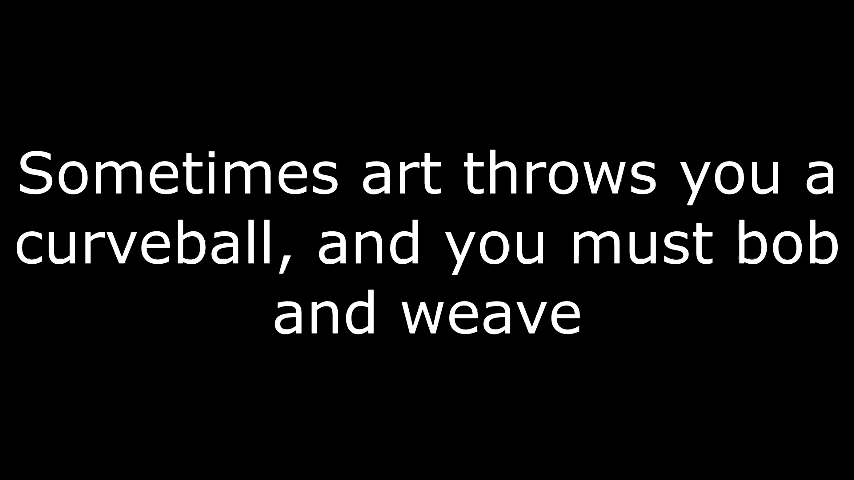 Sometimes art throws you a
curveball, and you must bob
and weave